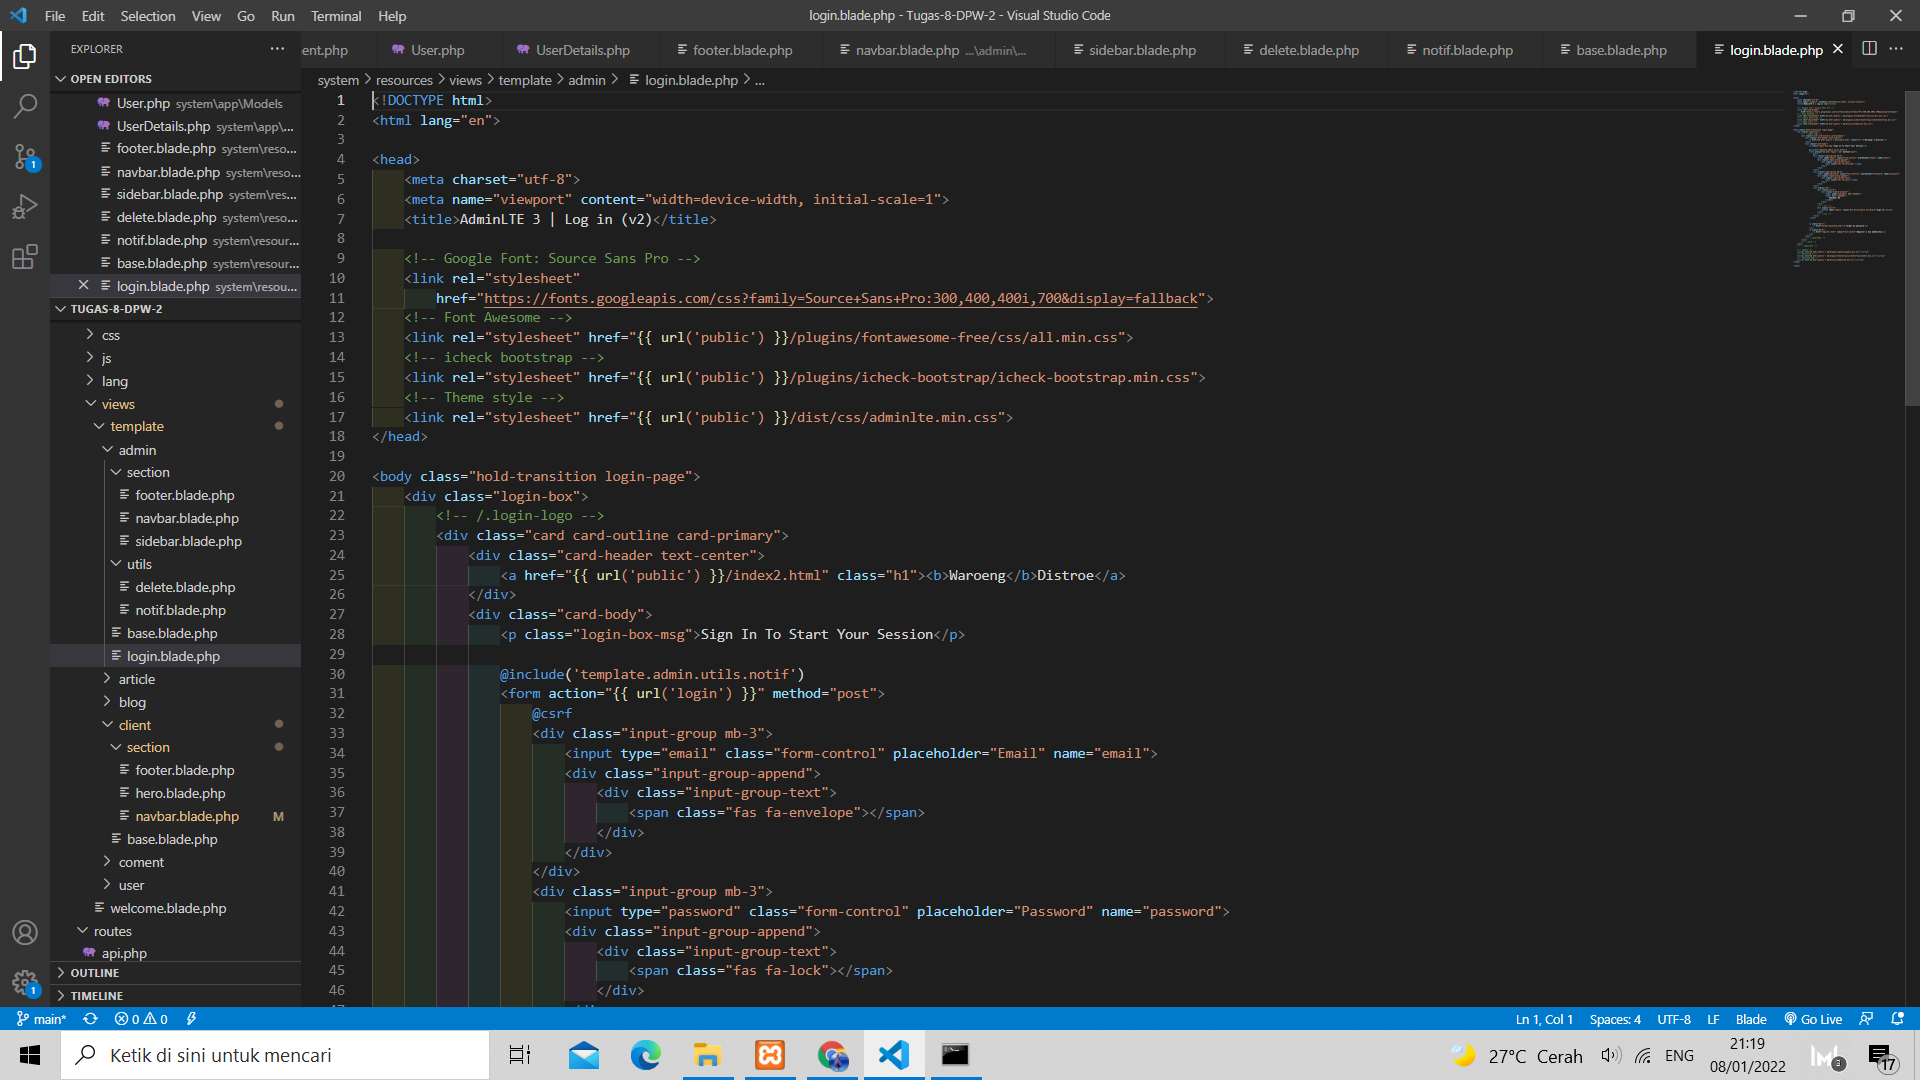 File Edit Selection View Go Run Terminal Help
login.blade.php - Tugas-8-DPW-2 - Visual Studio Code
EXPLORER
ent.php User.php UserDetails.php footer.blade.php navbar.blade.php ...\admin\... sidebar.blade.php delete.blade.php notif.blade.php base.blade.php login.blade.php
OPEN EDITORS
User.php system\app\Models
UserDetails.php system\app\...
footer.blade.php system\reso...
navbar.blade.php system\reso...
sidebar.blade.php system\res...
delete.blade.php system\reso...
notif.blade.php system\resour...
base.blade.php system\resour...
login.blade.php system\resou...
TUGAS-8-DPW-2
css
js
lang
views
template
admin
section
footer.blade.php
navbar.blade.php
sidebar.blade.php
utils
delete.blade.php
notif.blade.php
base.blade.php
login.blade.php
article
blog
client
section
footer.blade.php
hero.blade.php
navbar.blade.php M
base.blade.php
coment
user
welcome.blade.php
routes
api.php
OUTLINE
TIMELINE
system > resources > views > template > admin > login.blade.php > ...
1 <!DOCTYPE html>
2 <html lang="en">
3
4 <head>
5 <meta charset="utf-8">
6 <meta name="viewport" content="width=device-width, initial-scale=1">
7 <title>AdminLTE 3 | Log in (v2)</title>
8
9 <!-- Google Font: Source Sans Pro -->
10 <link rel="stylesheet"
11 href="https://fonts.googleapis.com/css?family=Source+Sans+Pro:300,400,400i,700&display=fallback">
12 <!-- Font Awesome -->
13 <link rel="stylesheet" href="{{ url('public') }}/plugins/fontawesome-free/css/all.min.css">
14 <!-- icheck bootstrap -->
15 <link rel="stylesheet" href="{{ url('public') }}/plugins/icheck-bootstrap/icheck-bootstrap.min.css">
16 <!-- Theme style -->
17 <link rel="stylesheet" href="{{ url('public') }}/dist/css/adminlte.min.css">
18 </head>
19
20 <body class="hold-transition login-page">
21 <div class="login-box">
22 <!-- /.login-logo -->
23 <div class="card card-outline card-primary">
24 <div class="card-header text-center">
25 <a href="{{ url('public') }}/index2.html" class="h1"><b>Waroeng</b>Distroe</a>
26 </div>
27 <div class="card-body">
28 <p class="login-box-msg">Sign In To Start Your Session</p>
29
30 @include('template.admin.utils.notif')
31 <form action="{{ url('login') }}" method="post">
32 @csrf
33 <div class="input-group mb-3">
34 <input type="email" class="form-control" placeholder="Email" name="email">
35 <div class="input-group-append">
36 <div class="input-group-text">
37 <span class="fas fa-envelope"></span>
38 </div>
39 </div>
40 </div>
41 <div class="input-group mb-3">
42 <input type="password" class="form-control" placeholder="Password" name="password">
43 <div class="input-group-append">
44 <div class="input-group-text">
45 <span class="fas fa-lock"></span>
46 </div>
main* 0 0 Ln 1, Col 1 Spaces: 4 UTF-8 LF Blade Go Live
Ketik di sini untuk mencari
27°C Cerah ENG 21:19
08/01/2022
3
17
1
1